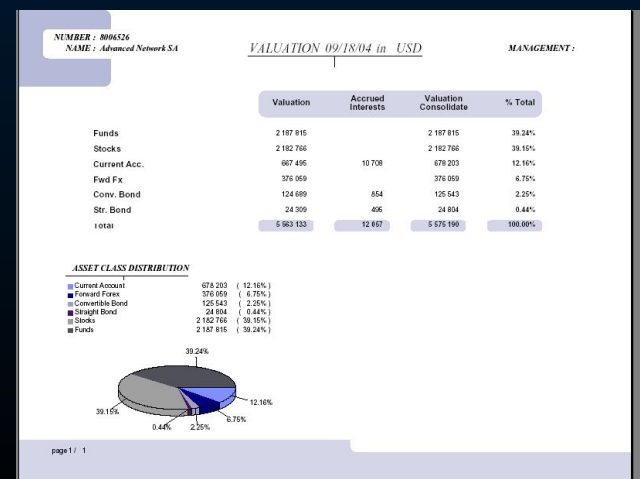 NUMBER : 8006526
NAME : Advanced Network SA
VALUATION 09/18/04 in USD
MANAGEMENT :
Valuation Accrued Interests Valuation Consolidate % Total
Funds 2 187 815 2 187 815 39.24%
Stocks 2 182 766 2 182 766 39.15%
Current Acc. 667 495 10 708 678 203 12.16%
Fwd Fx 376 059 376 059 6.75%
Conv. Bond 124 689 854 125 543 2.25%
Str. Bond 24 309 495 24 804 0.44%
Total 5 563 133 12 057 5 575 190 100.00%
ASSET CLASS DISTRIBUTION
Current Account 678 203 ( 12.16% )
Forward Forex 376 059 ( 6.75% )
Convertible Bond 125 543 ( 2.25% )
Straight Bond 24 804 ( 0.44% )
Stocks 2 182 766 ( 39.15% )
Funds 2 187 815 ( 39.24% )
39.24%
12.16%
39.15%
6.75%
0.44%
2.25%
page 1 / 1